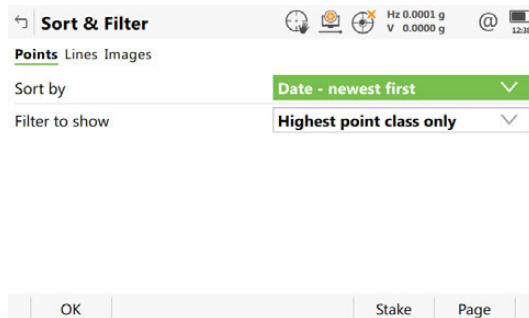 Sort & Filter
Hz 0.0001 g
V 0.0000 g
@
Points Lines Images
Sort by Date - newest first
Filter to show Highest point class only
OK Stake Page